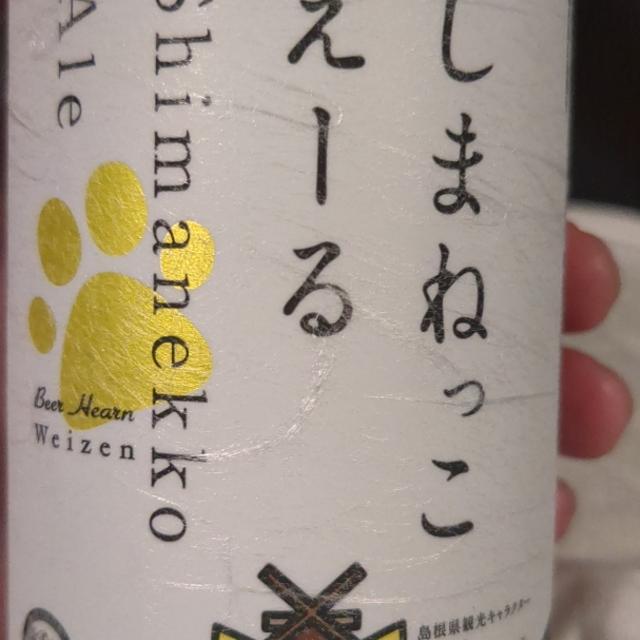 しまねっこ
えーる
Shimanekko
Ale
Beer Hearn
Weizen
島根県観光キャラクター